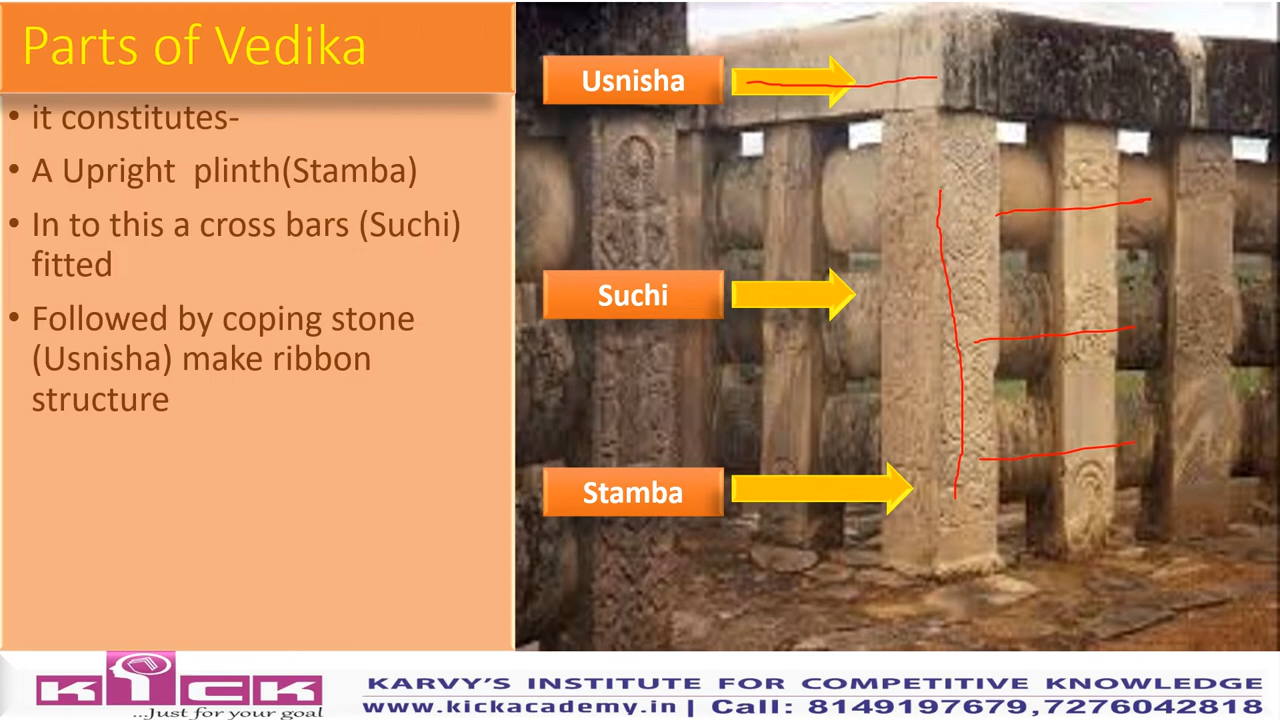 Parts of Vedika
• it constitutes-
• A Upright plinth(Stamba)
• In to this a cross bars (Suchi)
fitted
• Followed by coping stone
(Usnisha) make ribbon
structure
Usnisha
Suchi
Stamba
KICK
...Just for your goal
KARVY'S INSTITUTE FOR COMPETITIVE KNOWLEDGE
www.kickacademy.in | Call: 8149197679,7276042818